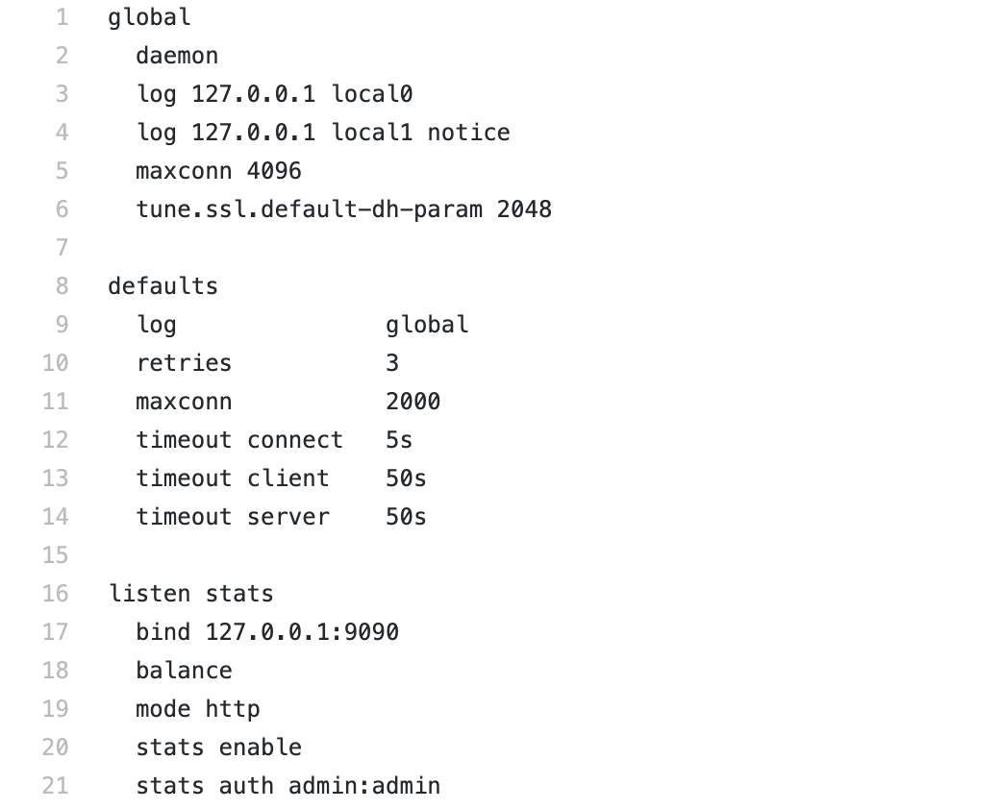 1 global
2   daemon
3   log 127.0.0.1 local0
4   log 127.0.0.1 local1 notice
5   maxconn 4096
6   tune.ssl.default-dh-param 2048
7
8 defaults
9   log               global
10   retries           3
11   maxconn           2000
12   timeout connect   5s
13   timeout client    50s
14   timeout server    50s
15
16 listen stats
17   bind 127.0.0.1:9090
18   balance
19   mode http
20   stats enable
21   stats auth admin:admin